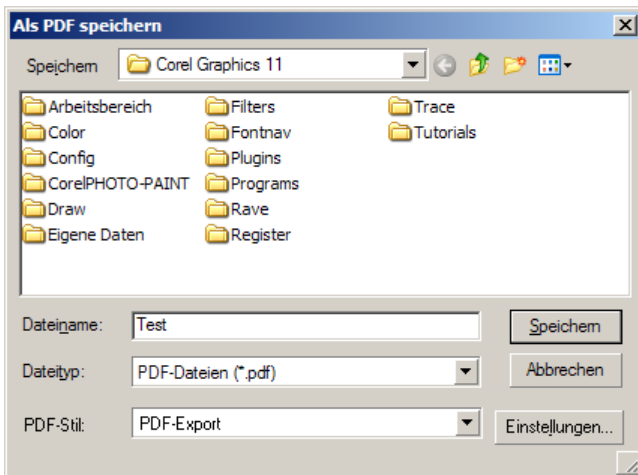 Als PDF speichern
Speichern Corel Graphics 11
Arbeitsbereich Filters Trace
Color Fontnav Tutorials
Config Plugins
CorelPHOTO-PAINT Programs
Draw Rave
Eigene Daten Register
Dateiname: Test Speichern
Dateityp: PDF-Dateien (*.pdf) Abbrechen
PDF-Stil: PDF-Export Einstellungen...